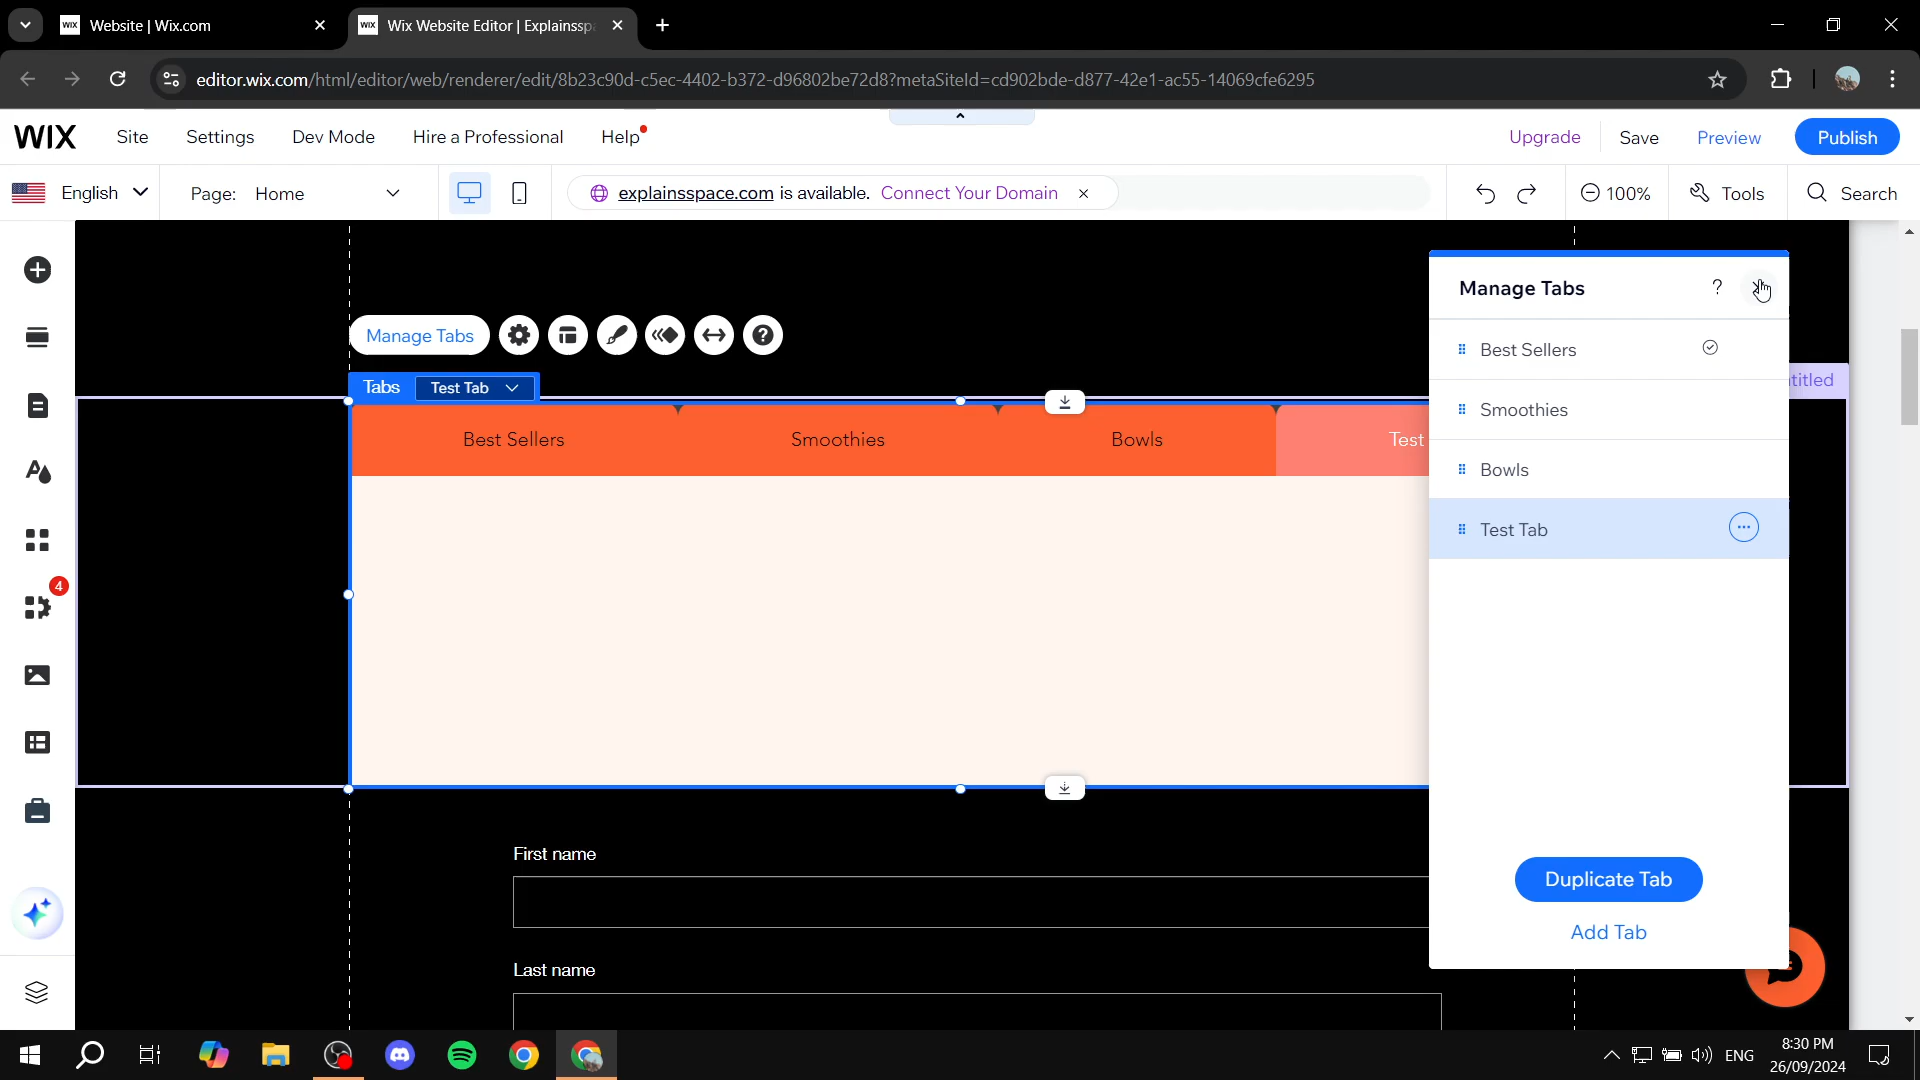 WIX Website | Wix.com
WIX Wix Website Editor | Explainssp
editor.wix.com/html/editor/web/renderer/edit/8b23c90d-c5ec-4402-b372-d96802be72d8?metaSiteId=cd902bde-d877-42e1-ac55-14069cfe6295
WIX Site Settings Dev Mode Hire a Professional Help Upgrade Save Preview Publish
English Page: Home explainsspace.com is available. Connect Your Domain 100% Tools Search
Manage Tabs
Manage Tabs ?
Tabs Test Tab
Best Sellers Smoothies Bowls Test
Best Sellers
Smoothies
Bowls
Test Tab
titled
4
First name
Last name
Duplicate Tab
Add Tab
ENG
8:30 PM
26/09/2024